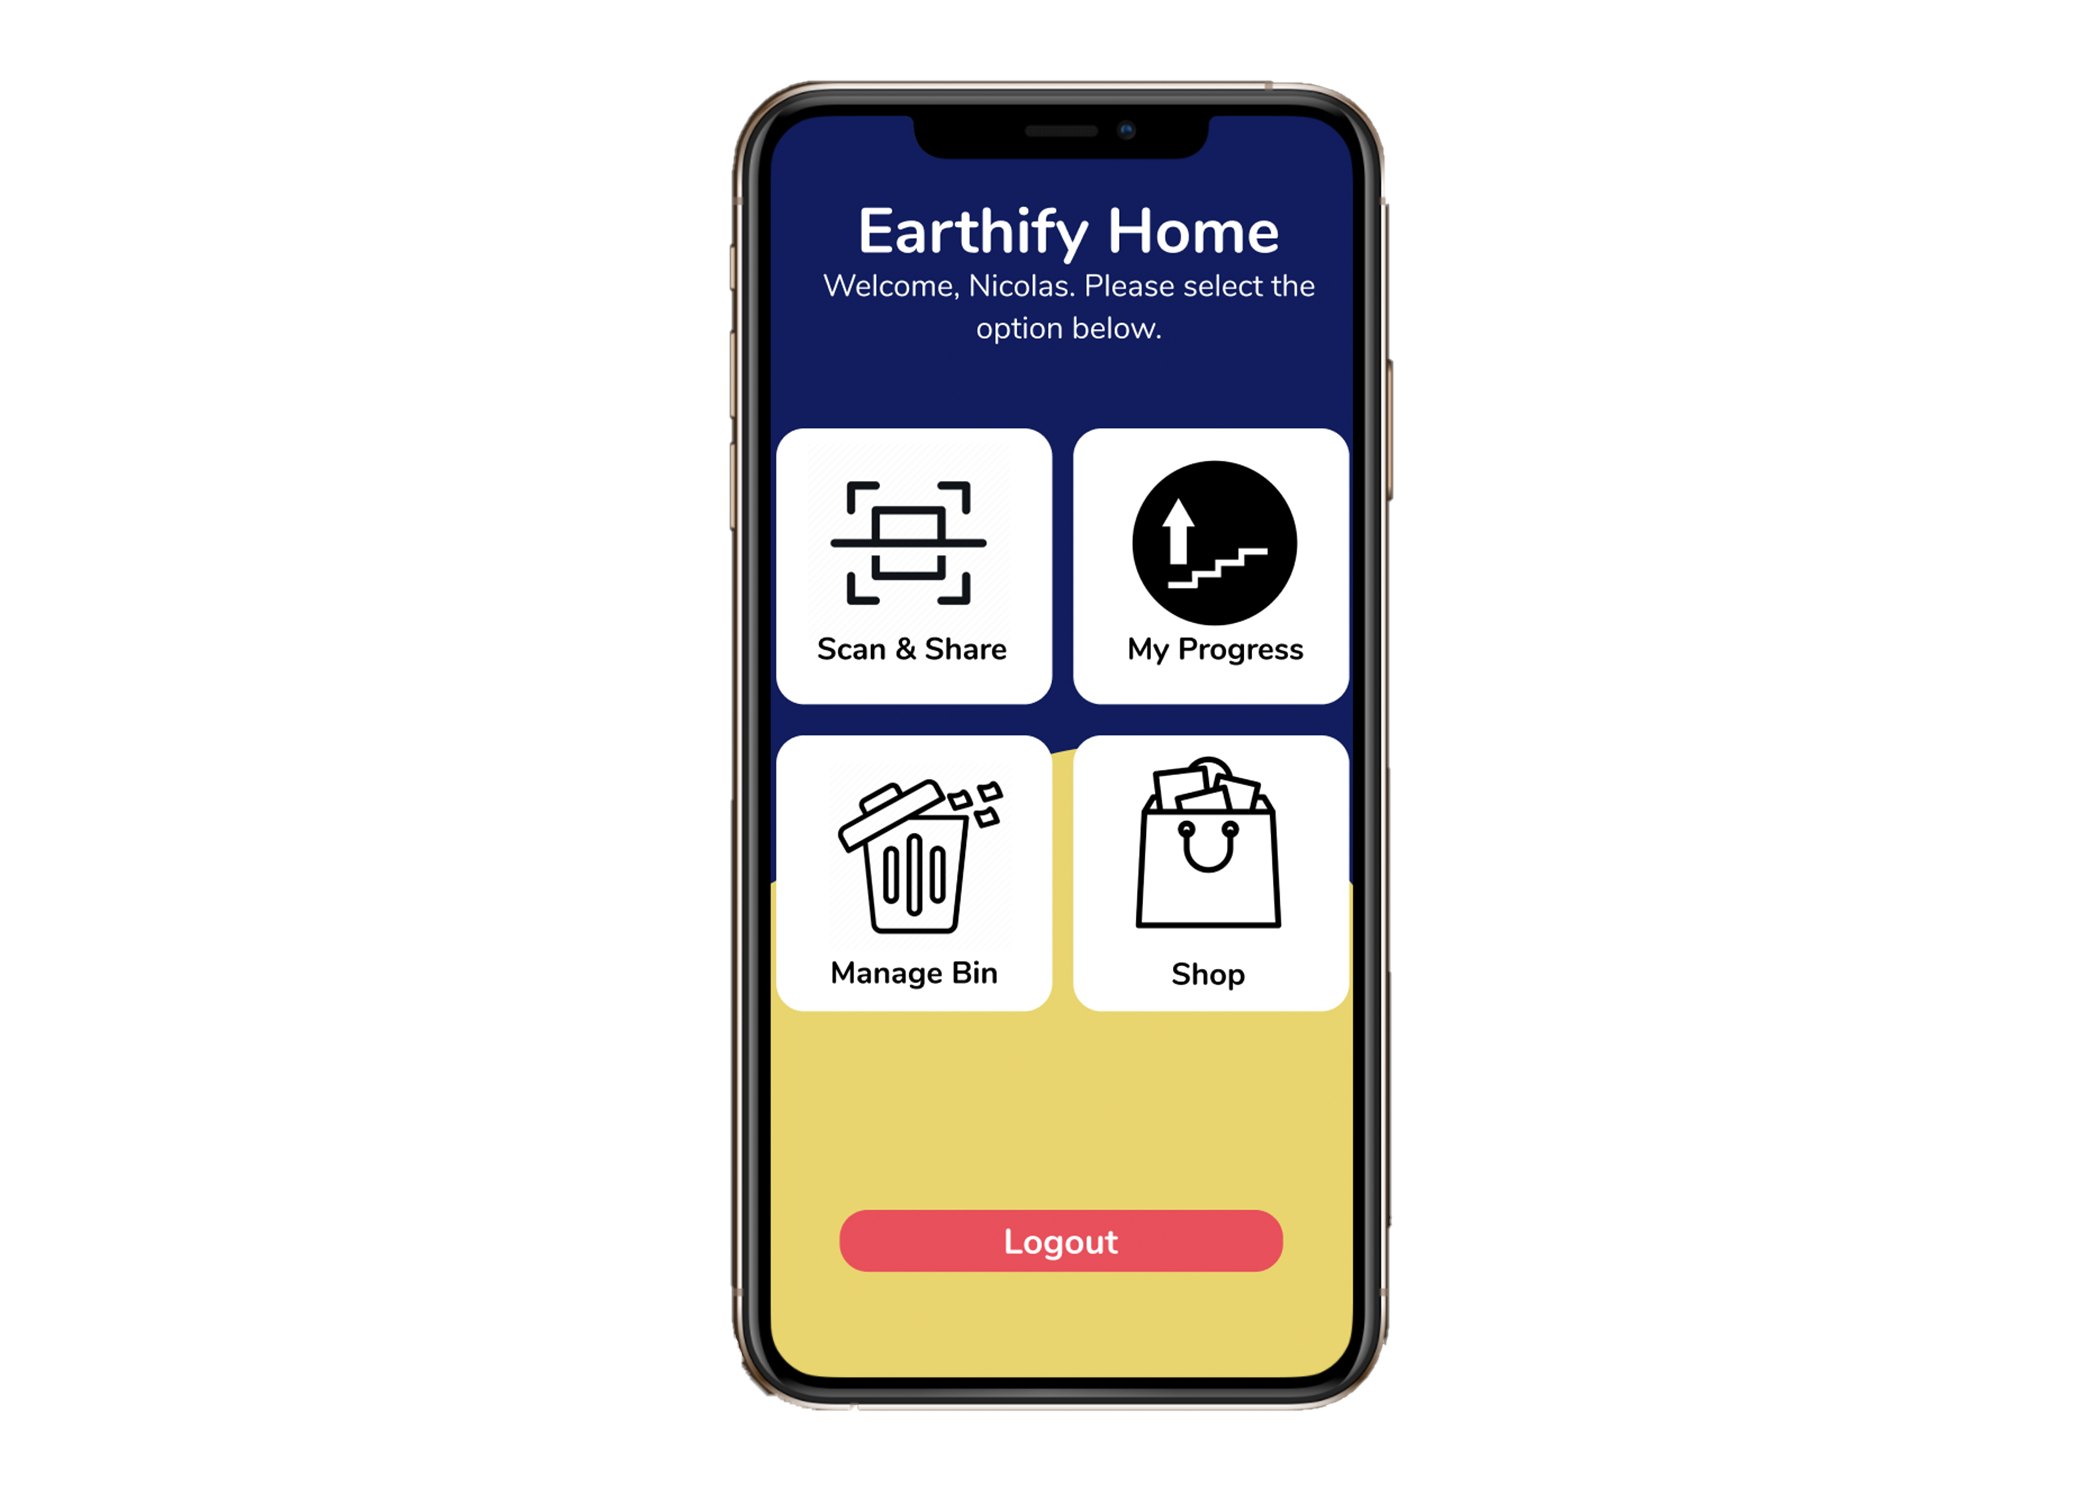 Earthify Home
Welcome, Nicolas. Please select the
option below.
Scan & Share
My Progress
Manage Bin
Shop
Logout